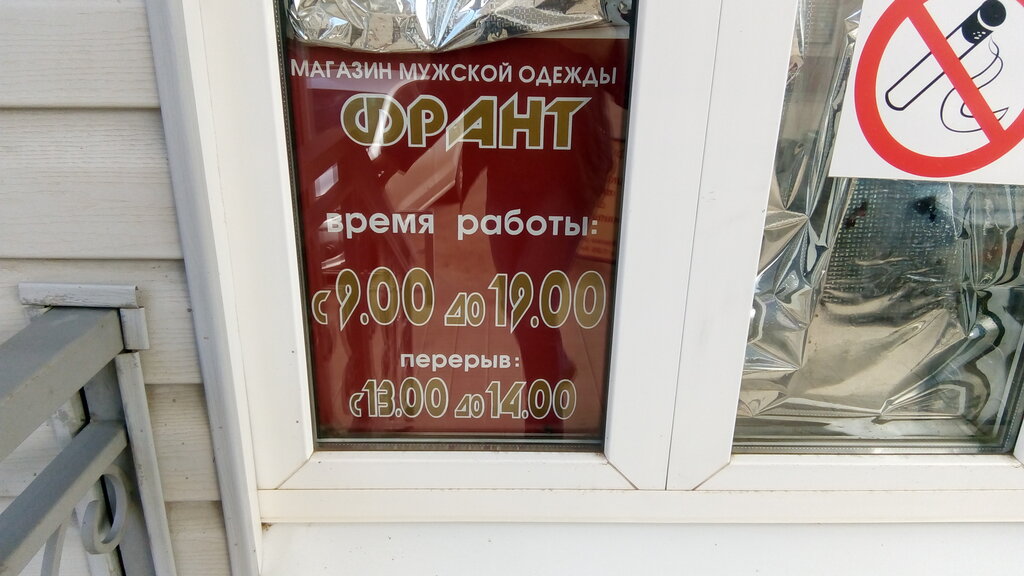 МАГАЗИН МУЖСКОЙ ОДЕЖДЫ
ФРАНТ
время работы:
с 9.00 до 19.00
перерыв:
с 13.00 до 14.00